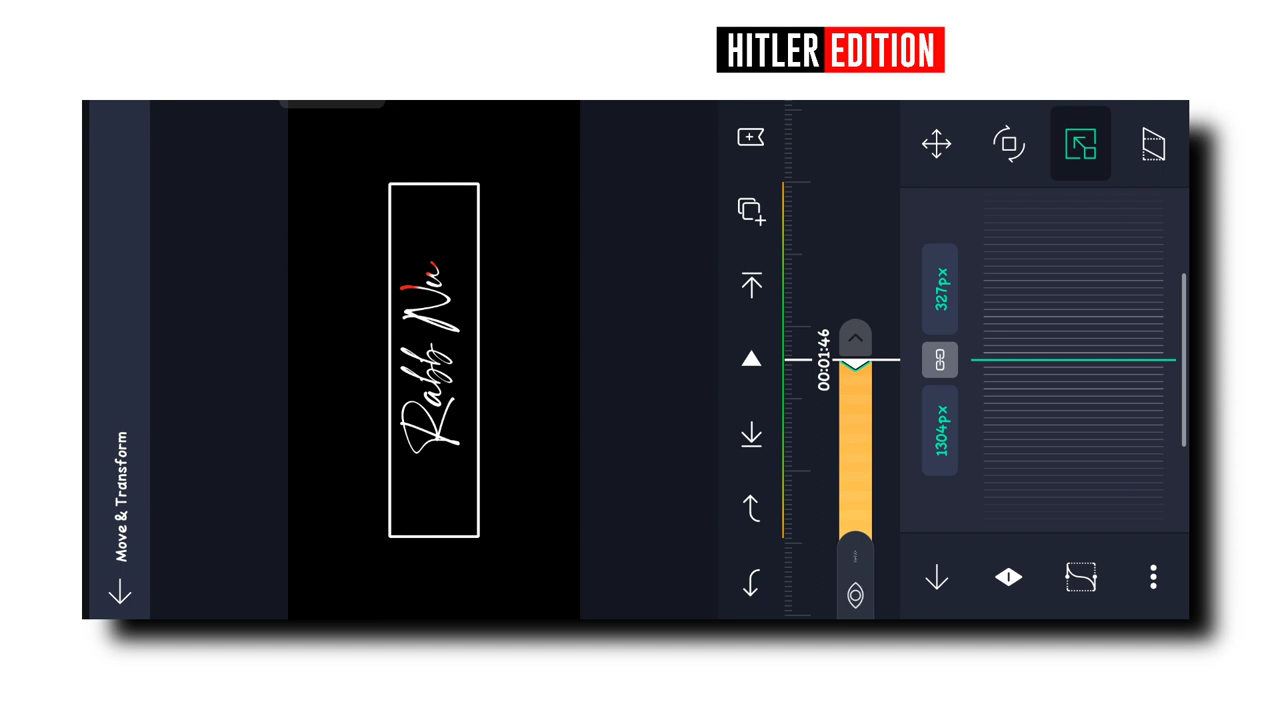 HITLER EDITION
Move & Transform
Rabb Nu
00:01:46
1304px
327px